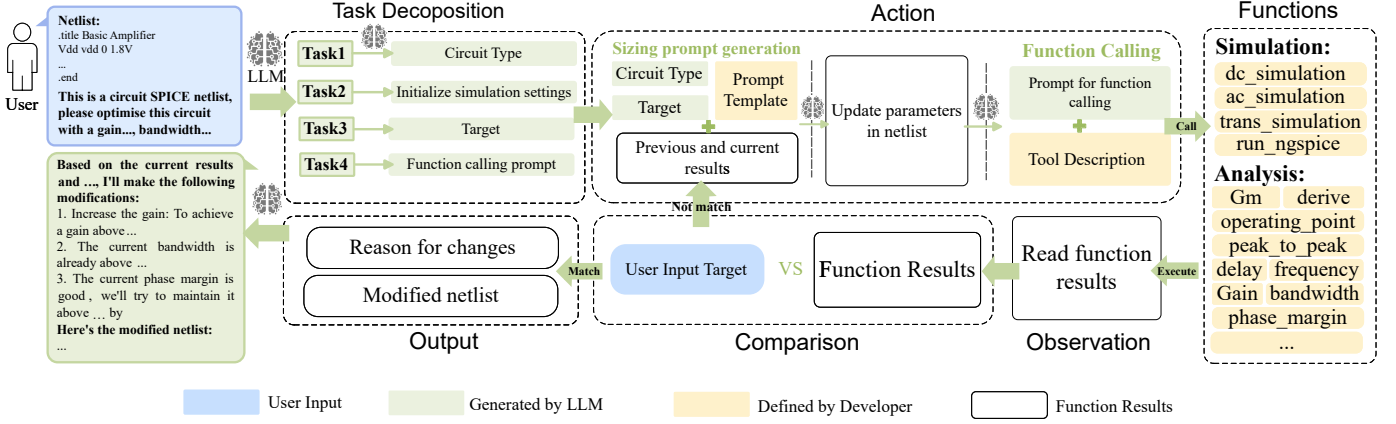 Task Decoposition
Action
Functions
Netlist:
.title Basic Amplifier
Vdd vdd 0 1.8V
...
.end
This is a circuit SPICE netlist,
please optimise this circuit
with a gain..., bandwidth...
User
LLM
Task1
Circuit Type
Task2
Initialize simulation settings
Task3
Target
Task4
Function calling prompt
Sizing prompt generation
Circuit Type
Target
Prompt
Template
Previous and current
results
Update parameters
in netlist
Function Calling
Prompt for function
calling
Tool Description
Call
Simulation:
dc_simulation
ac_simulation
trans_simulation
run_ngspice
Analysis:
Gm derive
operating_point
peak_to_peak
delay frequency
Gain bandwidth
phase_margin
...
Based on the current results
and ..., I'll make the following
modifications:
1. Increase the gain: To achieve
a gain above...
2. The current bandwidth is
already above ...
3. The current phase margin is
good, we'll try to maintain it
above ... by
Here's the modified netlist:
...
Reason for changes
Modified netlist
Match
Not match
User Input Target
VS
Function Results
Read function
results
Execute
Output
Comparison
Observation
User Input
Generated by LLM
Defined by Developer
Function Results